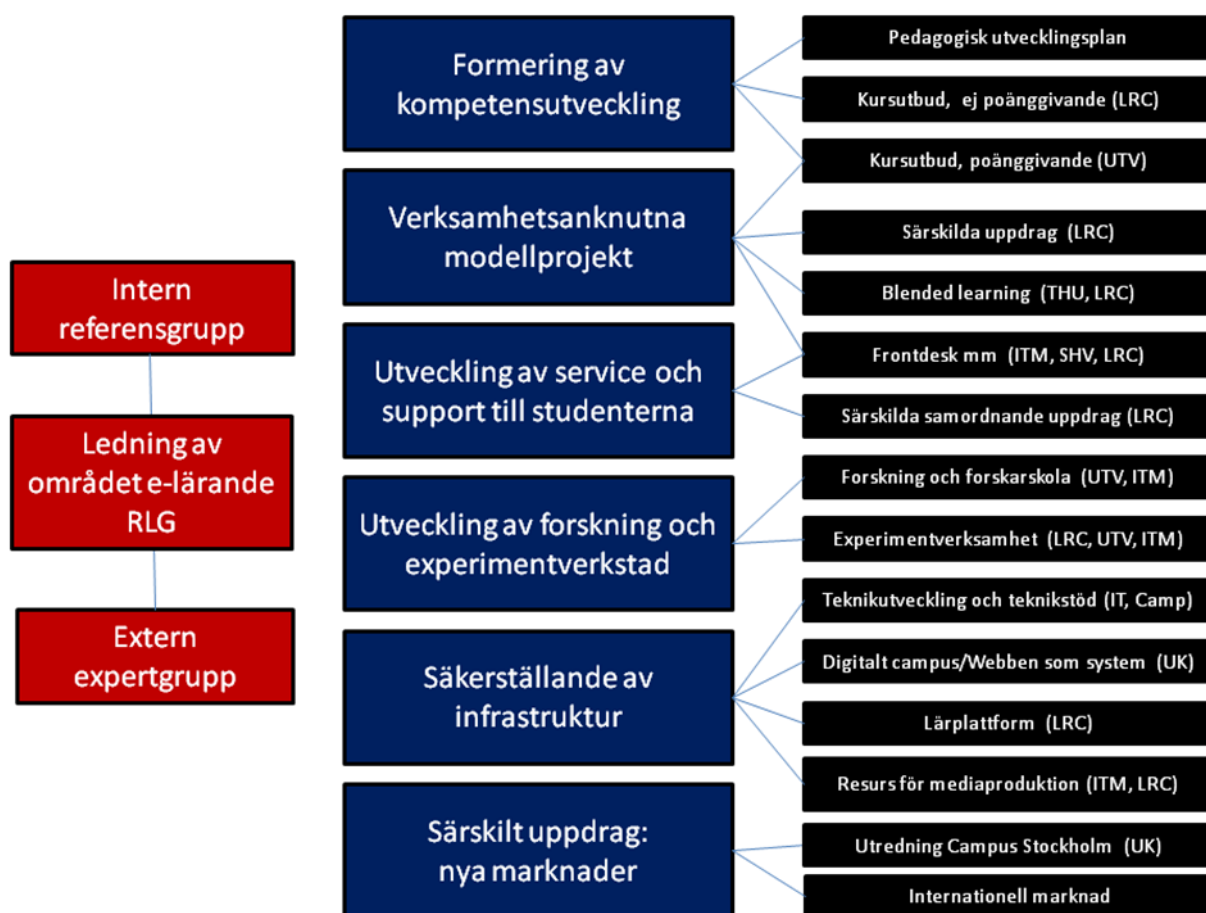 Intern
referensgrupp
Ledning av
området e-lärande
RLG
Extern
expertgrupp
Formering av
kompetensutveckling
Verksamhetsanknutna
modellprojekt
Utveckling av service och
support till studenterna
Utveckling av forskning och
experimentverkstad
Säkerställande av
infrastruktur
Särskilt uppdrag:
nya marknader
Pedagogisk utvecklingsplan
Kursutbud, ej poänggivande (LRC)
Kursutbud, poänggivande (UTV)
Särskilda uppdrag (LRC)
Blended learning (THU, LRC)
Frontdesk mm (ITM, SHV, LRC)
Särskilda samordnande uppdrag (LRC)
Forskning och forskarskola (UTV, ITM)
Experimentverksamhet (LRC, UTV, ITM)
Teknikutveckling och teknikstöd (IT, Camp)
Digitalt campus/Webben som system (UK)
Lärplattform (LRC)
Resurs för mediaproduktion (ITM, LRC)
Utredning Campus Stockholm (UK)
Internationell marknad